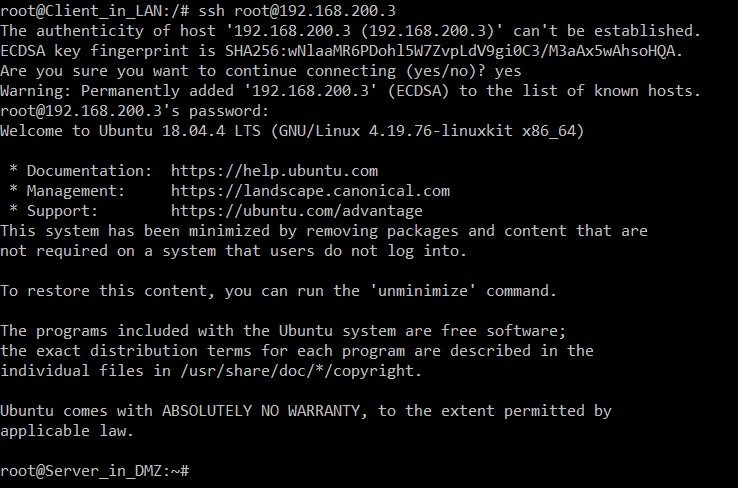 root@Client_in_LAN:/# ssh root@192.168.200.3
The authenticity of host '192.168.200.3 (192.168.200.3)' can't be established.
ECDSA key fingerprint is SHA256:wNlaaMR6PDohl5W7ZvpLdV9gi0C3/M3aAx5wAhsoHQA.
Are you sure you want to continue connecting (yes/no)? yes
Warning: Permanently added '192.168.200.3' (ECDSA) to the list of known hosts.
root@192.168.200.3's password:
Welcome to Ubuntu 18.04.4 LTS (GNU/Linux 4.19.76-linuxkit x86_64)

 * Documentation:  https://help.ubuntu.com
 * Management:     https://landscape.canonical.com
 * Support:        https://ubuntu.com/advantage
This system has been minimized by removing packages and content that are
not required on a system that users do not log into.

To restore this content, you can run the 'unminimize' command.

The programs included with the Ubuntu system are free software;
the exact distribution terms for each program are described in the
individual files in /usr/share/doc/*/copyright.

Ubuntu comes with ABSOLUTELY NO WARRANTY, to the extent permitted by
applicable law.

root@Server_in_DMZ:~#